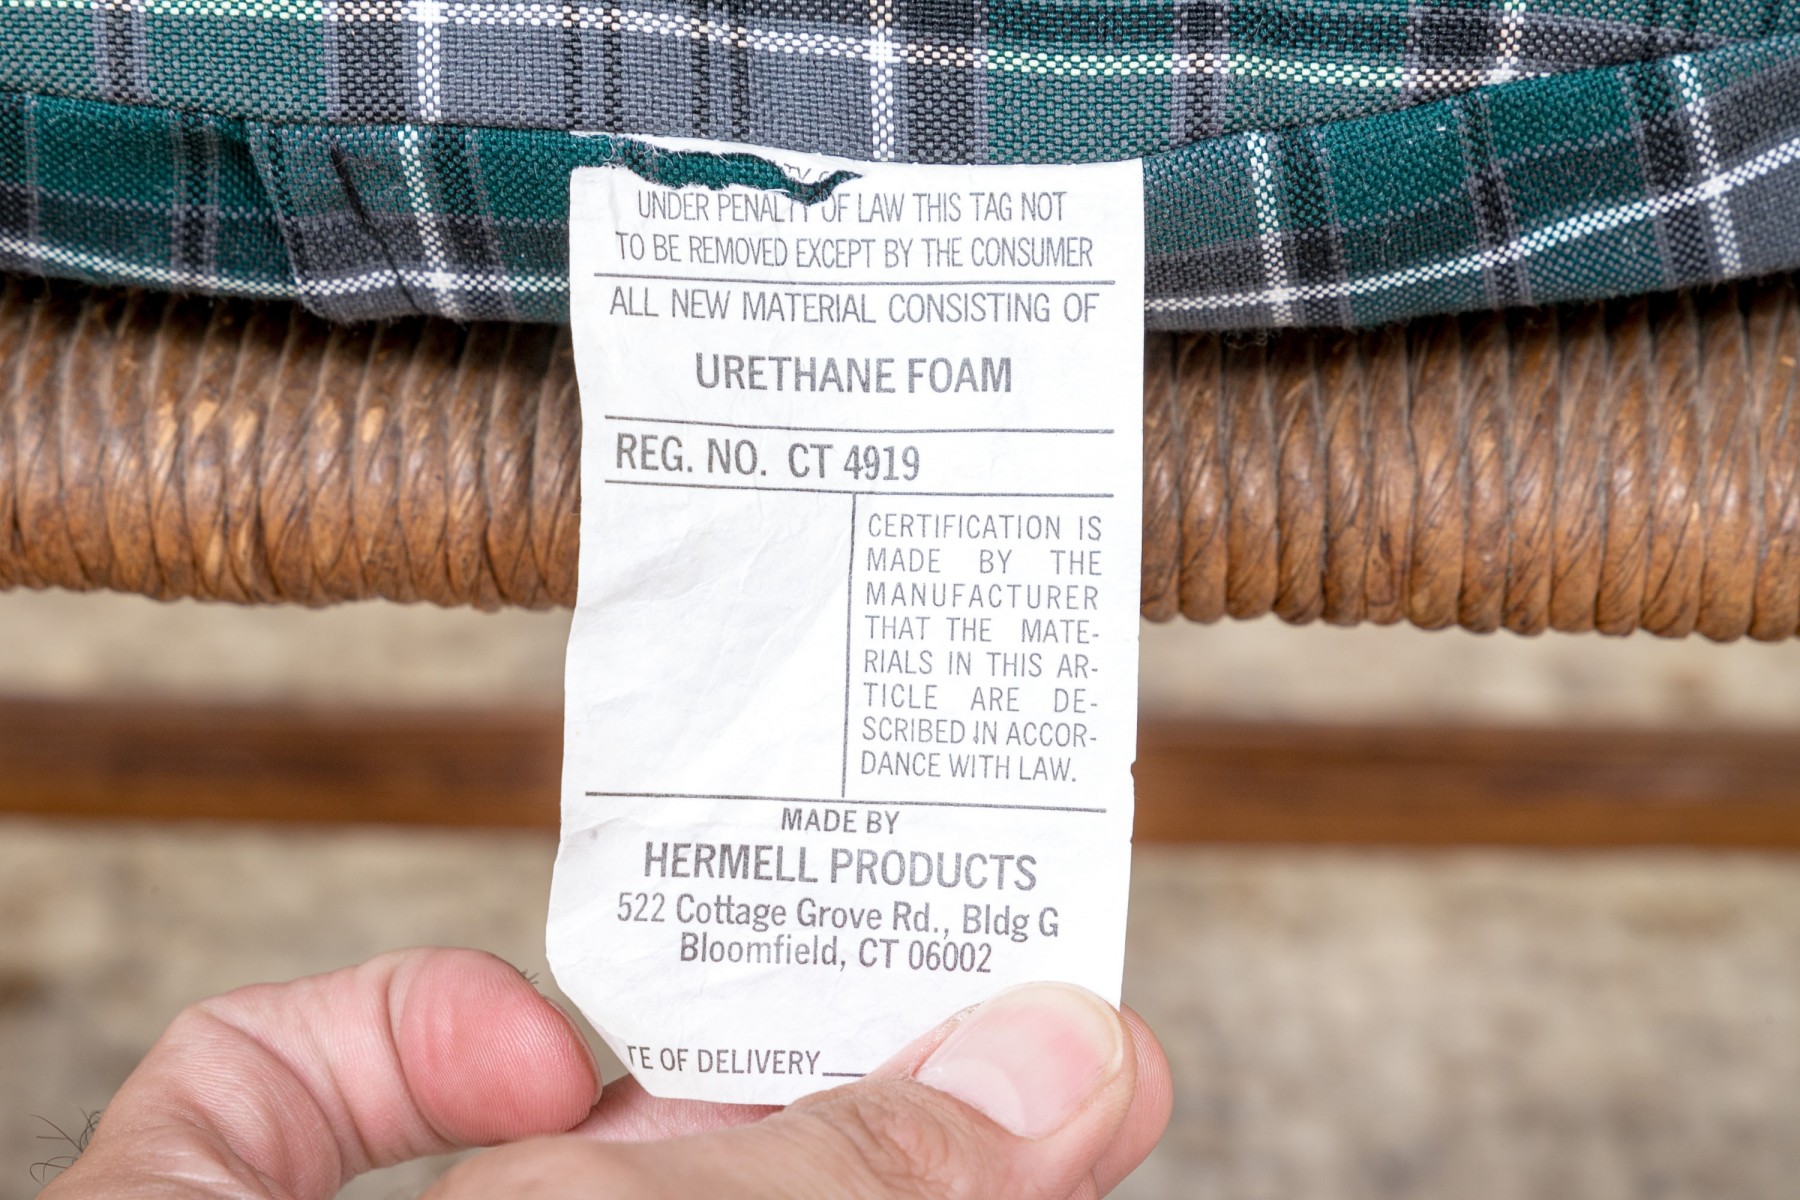 UNDER PENALTY OF LAW THIS TAG NOT
TO BE REMOVED EXCEPT BY THE CONSUMER
ALL NEW MATERIAL CONSISTING OF
URETHANE FOAM
REG. NO. CT 4919
CERTIFICATION IS
MADE BY THE
MANUFACTURER
THAT THE MATE-
RIALS IN THIS AR-
TICLE ARE DE-
SCRIBED IN ACCOR-
DANCE WITH LAW.
MADE BY
HERMELL PRODUCTS
522 Cottage Grove Rd., Bldg G
Bloomfield, CT 06002
TE OF DELIVERY